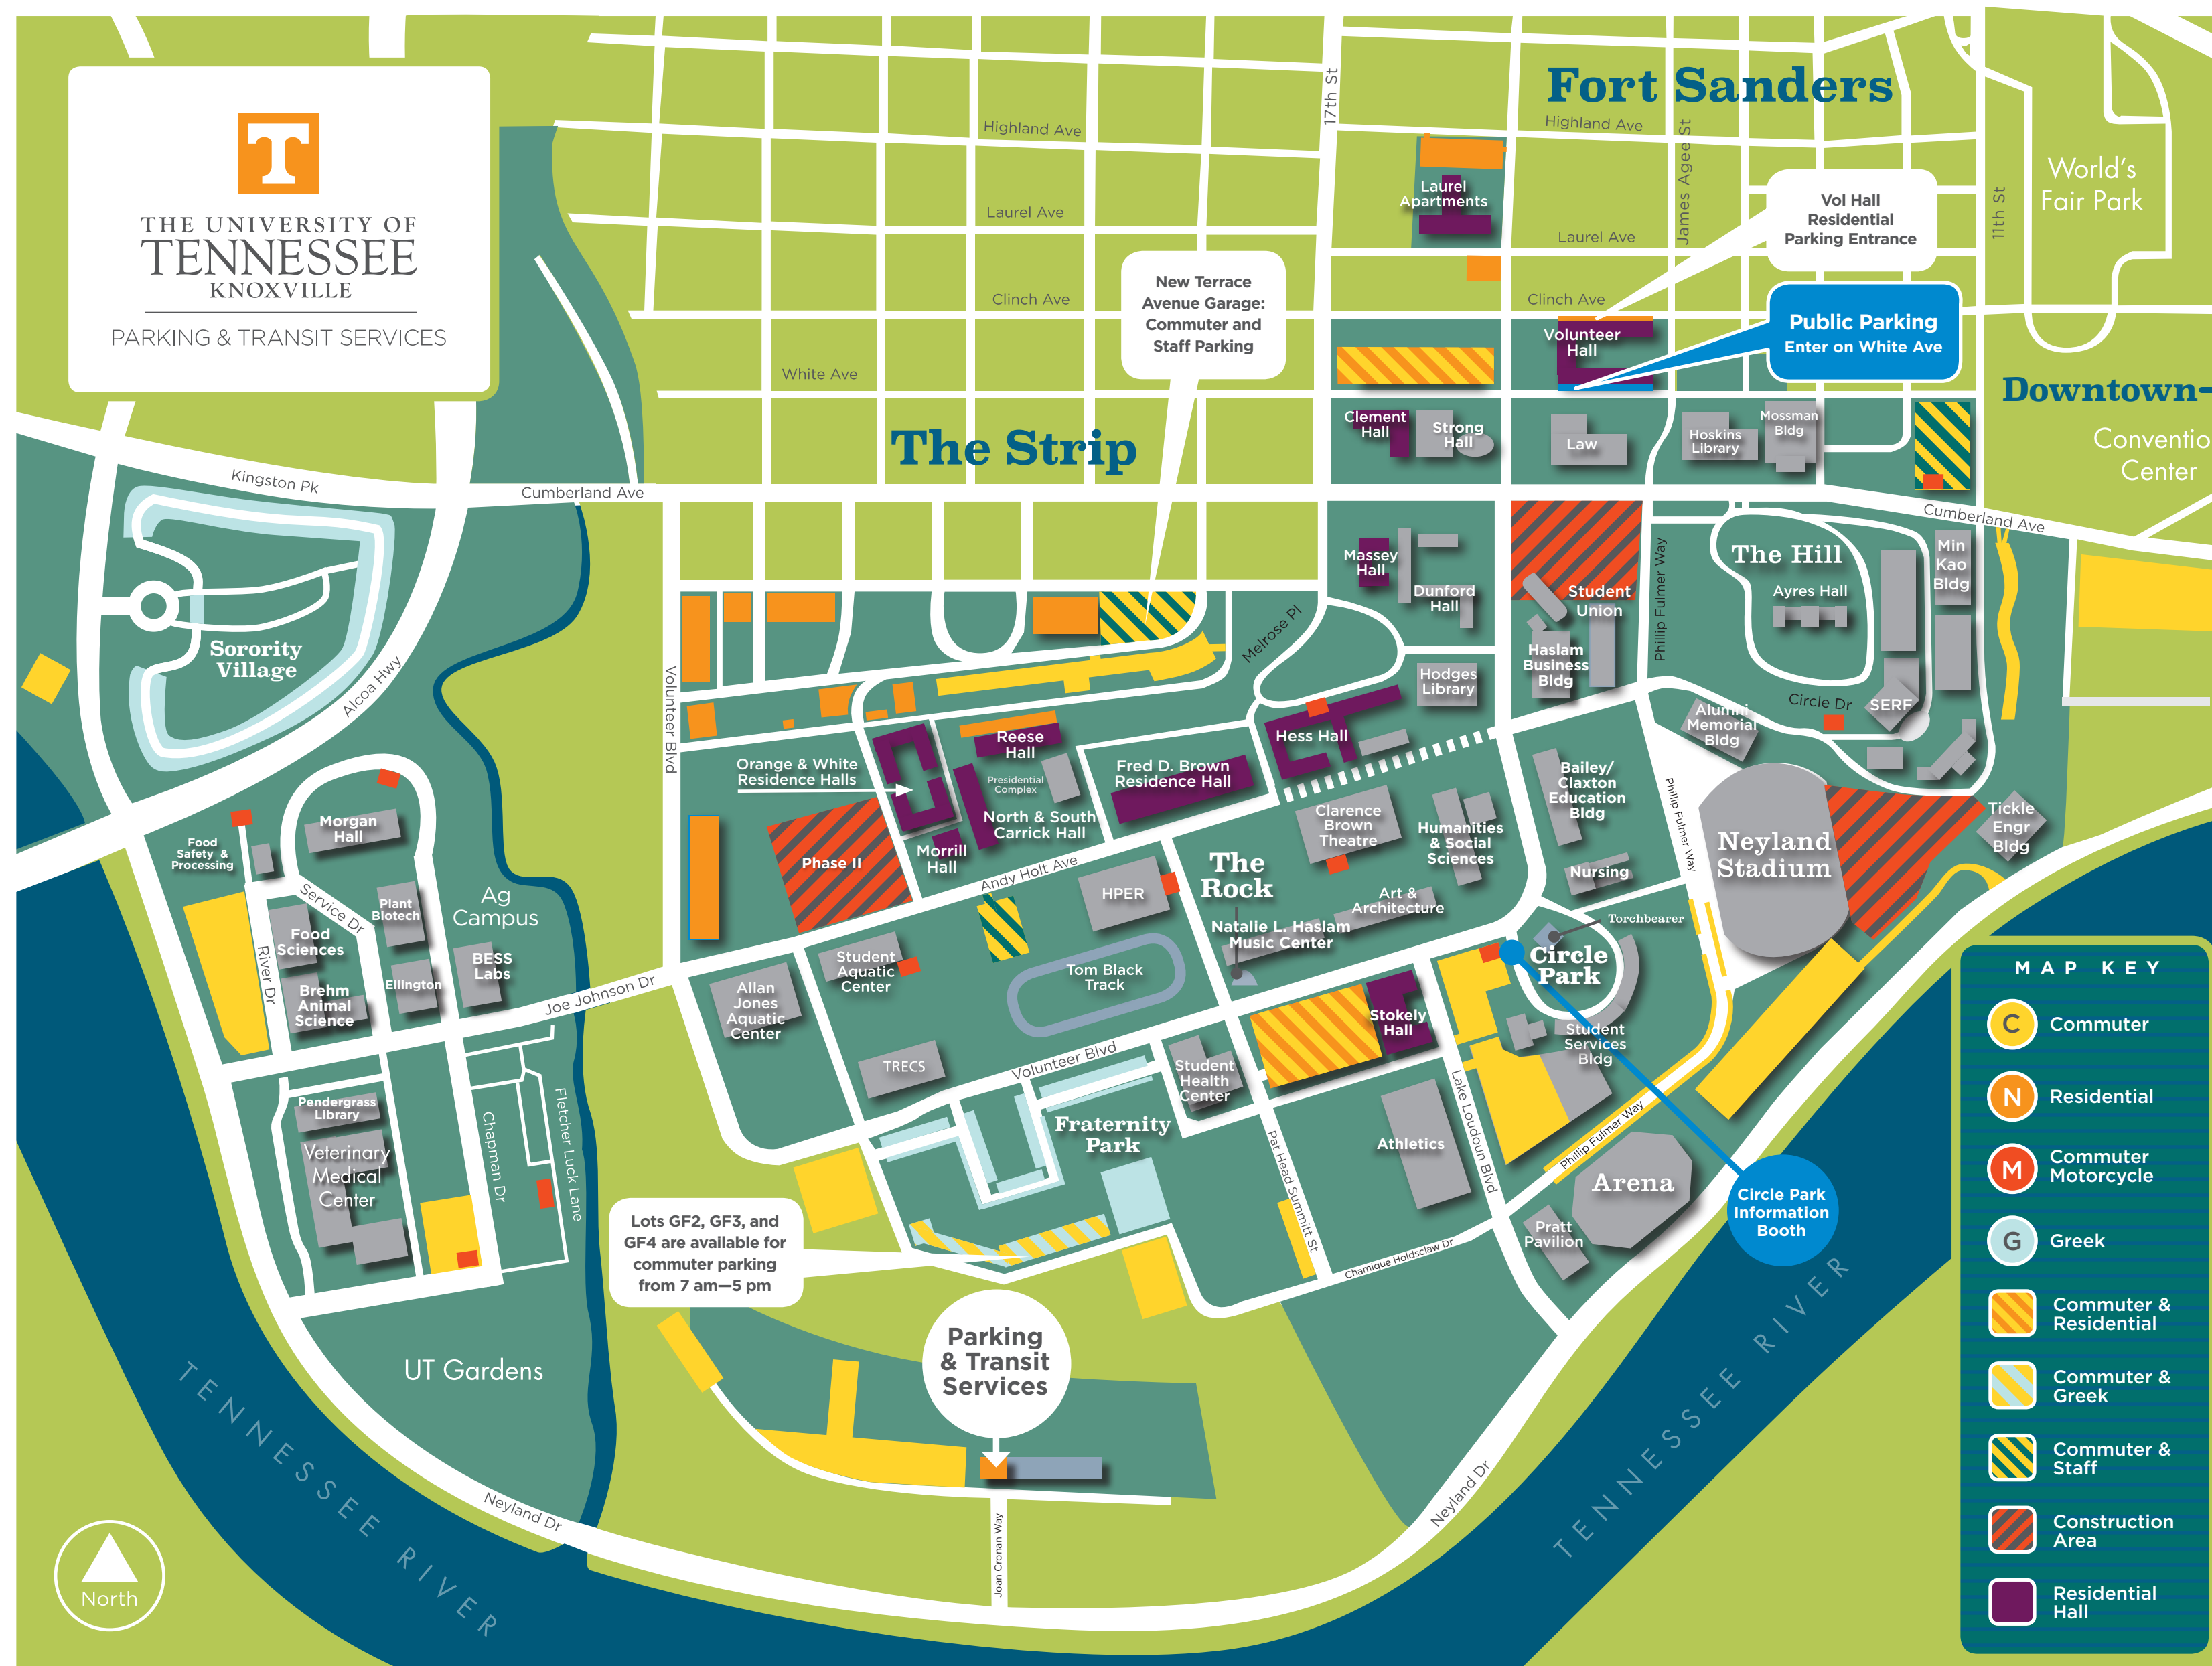 THE UNIVERSITY OF
TENNESSEE
KNOXVILLE
PARKING & TRANSIT SERVICES
Fort Sanders
17th St
Highland Ave
Highland Ave
James Agee St
11th St
World's
Fair Park
Laurel
Apartments
Laurel Ave
Laurel Ave
Vol Hall
Residential
Parking Entrance
New Terrace
Avenue Garage:
Commuter and
Staff Parking
Clinch Ave
Clinch Ave
Public Parking
Enter on White Ave
Volunteer
Hall
White Ave
Downtown
Conventio
Center
The Strip
Clement
Hall
Strong
Hall
Law
Hoskins
Library
Mossman
Bldg
Kingston Pk
Cumberland Ave
Cumberland Ave
Massey
Hall
Dunford
Hall
Student
Union
Phillip Fulmer Way
The Hill
Ayres Hall
Min
Kao
Bldg
Sorority
Village
Alcoa Hwy
Volunteer Blvd
Melrose Pl
Haslam
Business
Bldg
Hodges
Library
Circle Dr
SERF
Alumni
Memorial
Bldg
Hess Hall
Reese
Hall
Orange & White
Residence Halls
Presidential
Complex
Fred D. Brown
Residence Hall
North & South
Carrick Hall
Bailey/
Claxton
Education
Bldg
Phillip Fulmer Way
Neyland
Stadium
Tickle
Engr
Bldg
Morgan
Hall
Food
Safety &
Processing
Phase II
Morrill
Hall
Andy Holt Ave
Clarence
Brown
Theatre
Humanities
& Social
Sciences
Nursing
The
Rock
HPER
Art &
Architecture
Torchbearer
Service Dr
Plant
Biotech
Ag
Campus
Food
Sciences
River Dr
BESS
Labs
Ellington
Brehm
Animal
Science
Joe Johnson Dr
Student
Aquatic
Center
Allan
Jones
Aquatic
Center
Tom Black
Track
Natalie L. Haslam
Music Center
Circle
Park
Stokely
Hall
Student
Services
Bldg
TRECS
Volunteer Blvd
Student
Health
Center
Lake Loudoun Blvd
Fraternity
Park
Pendergrass
Library
Veterinary
Medical
Center
Chapman Dr
Fletcher Luck Lane
Pat Head Summitt St
Athletics
Phillip Fulmer Way
Arena
Pratt
Pavilion
Circle Park
Information
Booth
Chamique Holdsclaw Dr
Lots GF2, GF3, and
GF4 are available for
commuter parking
from 7 am—5 pm
Parking
& Transit
Services
UT Gardens
Neyland Dr
Neyland Dr
Joan Cronan Way
TENNESSEE RIVER
TENNESSEE RIVER
North
MAP KEY
C Commuter
N Residential
M Commuter
Motorcycle
G Greek
Commuter &
Residential
Commuter &
Greek
Commuter &
Staff
Construction
Area
Residential
Hall